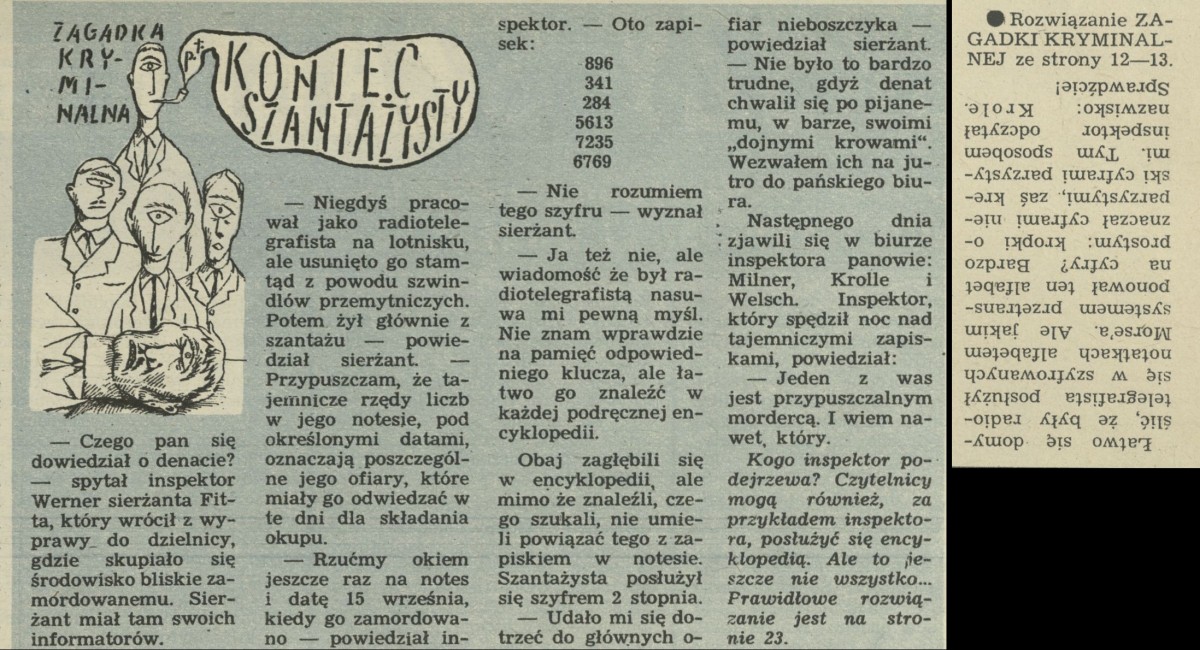 ZAGADKA
KRY-
MI-
NALNA
p.t.
KONIEC
SZANTAŻYSTY
— Czego pan się
dowiedział o denacie?
— spytał inspektor
Werner sierżanta Fit-
ta, który wrócił z wy-
prawy do dzielnicy,
gdzie skupiało się
środowisko bliskie za-
mordowanemu. Sier-
żant miał tam swoich
informatorów.
— Niegdyś praco-
wał jako radiotele-
grafista na lotnisku,
ale usunięto go stam-
tąd z powodu szwin-
dlów przemytniczych.
Potem żył głównie z
szantażu — powie-
dział sierżant. —
Przypuszczam, że ta-
jemnicze rzędy liczb
w jego notesie, pod
określonymi datami,
oznaczają poszczegól-
ne jego ofiary, które
miały go odwiedzać w
te dni dla składania
okupu.
— Rzućmy okiem
jeszcze raz na notes
i datę 15 września,
kiedy go zamordowa-
no — powiedział in-
spektor. — Oto zapi-
sek:
896
341
284
5613
7235
6769
— Nie rozumiem
tego szyfru — wyznał
sierżant.
— Ja też nie, ale
wiadomość że był ra-
diotelegrafistą nasu-
wa mi pewną myśl.
Nie znam wprawdzie
na pamięć odpowied-
niego klucza, ale ła-
two go znaleźć w
każdej podręcznej en-
cyklopedii.
Obaj zagłębili się
w encyklopedii, ale
mimo że znaleźli, cze-
go szukali, nie umie-
li powiązać tego z za-
piskiem w notesie.
Szantażysta posłużył
się szyfrem 2 stopnia.
— Udało mi się do-
trzeć do głównych o-
fiar nieboszczyka —
powiedział sierżant.
— Nie było to bardzo
trudne, gdyż denat
chwalił się po pijane-
mu, w barze, swoimi
„dojnymi krowami".
Wezwałem ich na ju-
tro do pańskiego biu-
ra.
Następnego dnia
zjawili się w biurze
inspektora panowie:
Milner, Krolle i
Welsch. Inspektor,
który spędził noc nad
tajemniczymi zapis-
kami, powiedział:
— Jeden z was
jest przypuszczalnym
mordercą. I wiem na-
wet, który.
Kogo inspektor po-
dejrzewa? Czytelnicy
mogą również, za
przykładem inspekto-
ra, posłużyć się ency-
klopedią. Ale to je-
szcze nie wszystko...
Prawidłowe rozwią-
zanie jest na stro-
nie 23.
● Rozwiązanie ZA-
GADKI KRYMINAL-
NEJ ze strony 12—13.
Łatwo się domy-
ślić, że były radio-
telegrafista posłużył
się w szyfrowanych
notatkach alfabetem
Morse'a. Ale jakim
systemem przetrans-
ponował ten alfabet
na cyfry? Bardzo
prostym: kropki o-
znaczał cyframi nie-
parzystymi, zaś kre-
ski cyframi parzysty-
mi. Tym sposobem
inspektor odczytał
nazwisko: Krole.
Sprawdźcie!